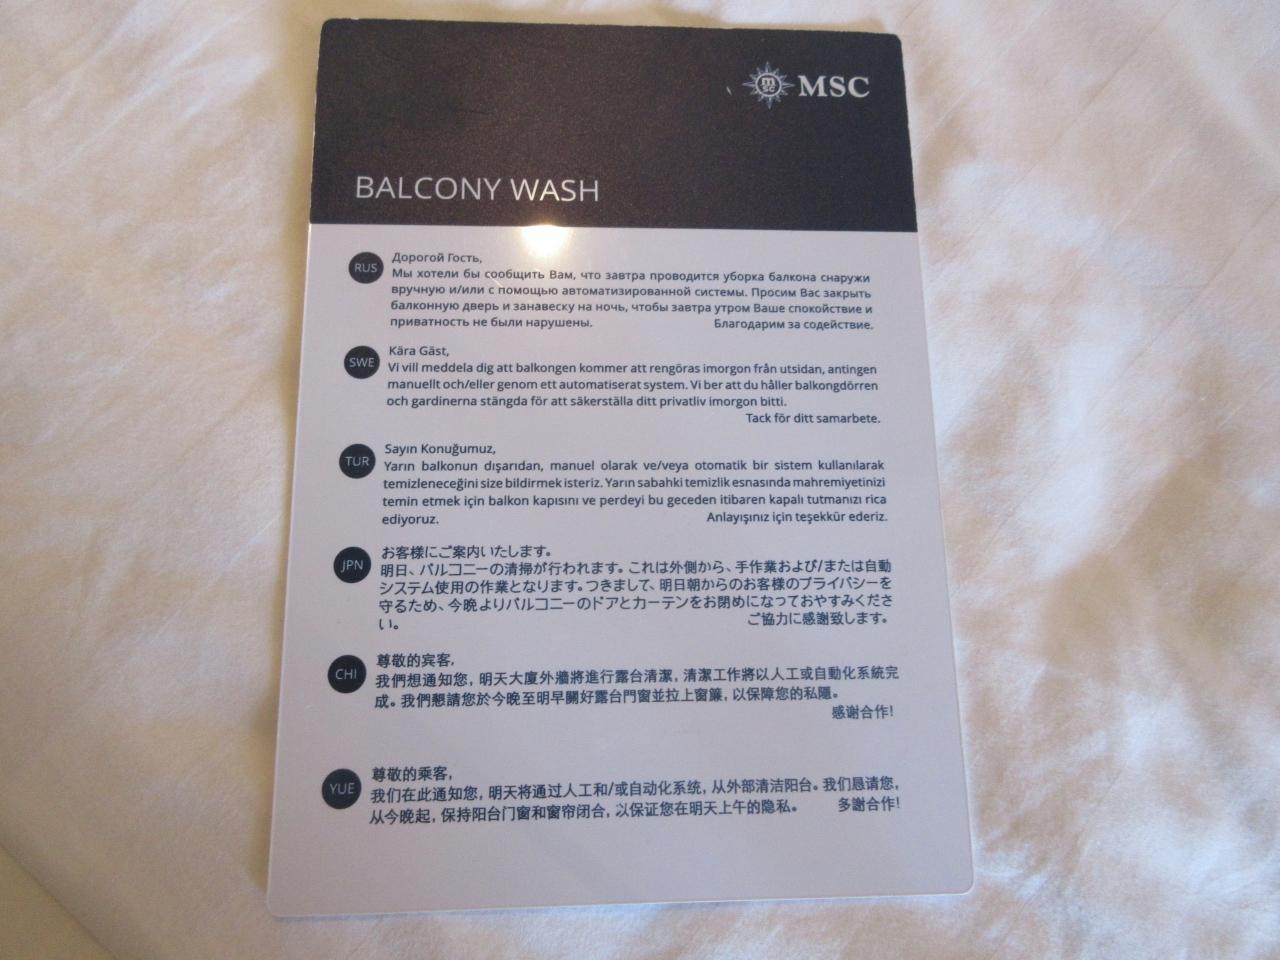 MSC
BALCONY WASH
RUS
Дорогой Гость,
Мы хотели бы сообщить Вам, что завтра проводится уборка балкона снаружи
вручную и/или с помощью автоматизированной системы. Просим Вас закрыть
балконную дверь и занавеску на ночь, чтобы завтра утром Ваше спокойствие и
приватность не были нарушены. Благодарим за содействие.
SWE
Kära Gäst,
Vi vill meddela dig att balkongen kommer att rengöras imorgon från utsidan, antingen
manuellt och/eller genom ett automatiserat system. Vi ber att du håller balkongdörren
och gardinerna stängda för att säkerställa ditt privatliv imorgon bitti.
Tack för ditt samarbete.
TUR
Sayın Konuğumuz,
Yarın balkonun dışarıdan, manuel olarak ve/veya otomatik bir sistem kullanılarak
temizleneceğini size bildirmek isteriz. Yarın sabahki temizlik esnasında mahremiyetinizi
temin etmek için balkon kapısını ve perdeyi bu geceden itibaren kapalı tutmanızı rica
ediyoruz. Anlayışınız için teşekkür ederiz.
JPN
お客様にご案内いたします。
明日、バルコニーの清掃が行われます。これは外側から、手作業および/または自動
システム使用の作業となります。つきまして、明日朝からのお客様のプライバシーを
守るため、今晩よりバルコニーのドアとカーテンをお閉めになっておやすみくださ
い。 ご協力に感謝致します。
CHI
尊敬的宾客,
我們想通知您, 明天大廈外牆將進行露台清潔, 清潔工作將以人工或自動化系統完
成。我們懇請您於今晚至明早關好露台門窗並拉上窗簾, 以保障您的私隱。
感谢合作!
YUE
尊敬的乘客,
我们在此通知您, 明天将通过人工和/或自动化系统, 从外部清洁阳台。我们恳请您,
从今晚起, 保持阳台门窗和窗帘闭合, 以保证您在明天上午的隐私。 多謝合作!